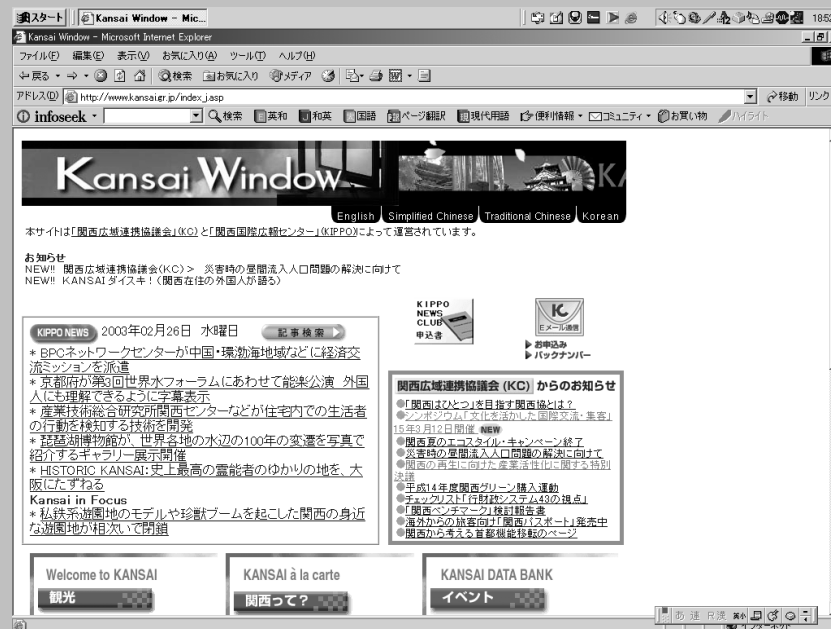 スタート Kansai Window - Mic... 18:52
Kansai Window - Microsoft Internet Explorer
ファイル(F) 編集(E) 表示(V) お気に入り(A) ツール(T) ヘルプ(H)
戻る 検索 お気に入り メディア
アドレス(D) http://www.kansai.gr.jp/index_j.asp 移動 リンク
infoseek 検索 英和 和英 国語 ページ翻訳 現代用語 便利情報 コミュニティ お買い物 ハイライト
Kansai Window
English Simplified Chinese Traditional Chinese Korean
本サイトは「関西広域連携協議会」(KC)と「関西国際広報センター」(KIPPO)によって運営されています。
お知らせ
NEW!! 関西広域連携協議会(KC)> 災害時の昼間流入人口問題の解決に向けて
NEW!! KANSAIダイスキ!(関西在住の外国人が語る)
KIPPO NEWS 2003年02月26日 水曜日 記事検索
* BPCネットワークセンターが中国・環渤海地域などに経済交
流ミッションを派遣
* 京都府が第3回世界水フォーラムにあわせて能楽公演 外国
人にも理解できるように字幕表示
* 産業技術総合研究所関西センターなどが住宅内での生活者
の行動を検知する技術を開発
* 琵琶湖博物館が、世界各地の水辺の100年の変遷を写真で
紹介するギャラリー展示開催
* HISTORIC KANSAI:史上最高の霊能者のゆかりの地を、大
阪にたずねる
Kansai in Focus
* 私鉄系遊園地のモデルや珍獣ブームを起こした関西の身近
な遊園地が相次いで閉鎖
KIPPO
NEWS
CLUB
申込書
KC
Eメール通信
お申込み
バックナンバー
関西広域連携協議会 (KC) からのお知らせ
「関西はひとつ」を目指す関西協とは?
シンポジウム「文化を活かした国際交流・集客」
15年3月12日開催 NEW
関西夏のエコスタイル・キャンペーン終了
災害時の昼間流入人口問題の解決に向けて
関西の再生に向けた産業活性化に関する特別
決議
平成14年度関西グリーン購入運動
チェックリスト「行財政システム43の視点」
「関西ベンチマーク」検討報告書
海外からの旅客向け「関西パスポート」発売中
関西から考える首都機能移転のページ
Welcome to KANSAI
観光
KANSAI à la carte
関西って?
KANSAI DATA BANK
イベント
あ 連 R漢